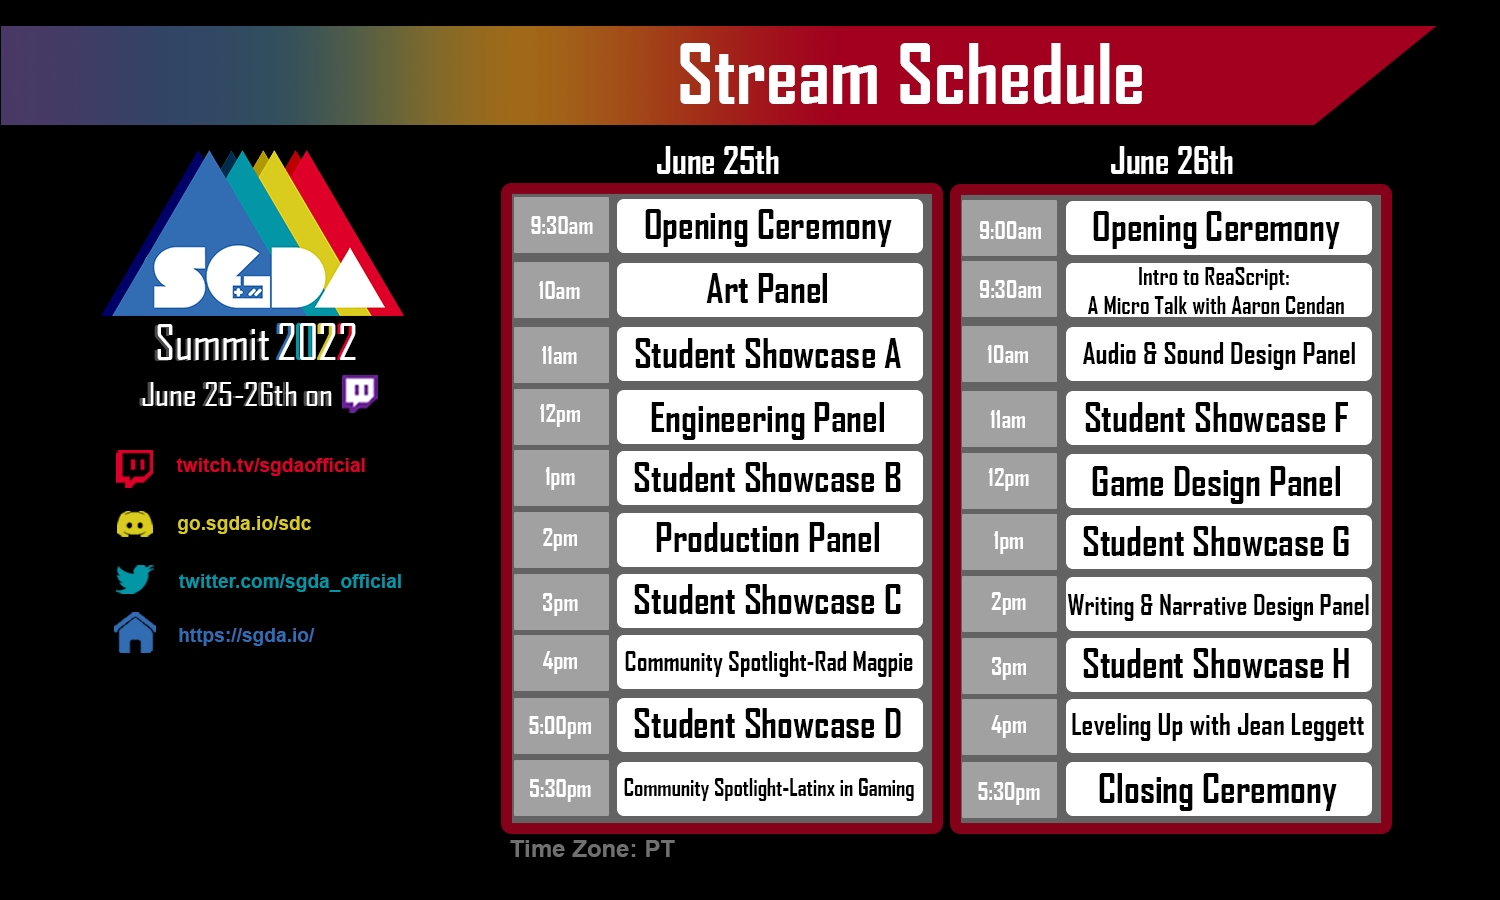 Stream Schedule
SGDA
Summit 2022
June 25-26th on
twitch.tv/sgdaofficial
go.sgda.io/sdc
twitter.com/sgda_official
https://sgda.io/
June 25th
9:30am Opening Ceremony
10am Art Panel
11am Student Showcase A
12pm Engineering Panel
1pm Student Showcase B
2pm Production Panel
3pm Student Showcase C
4pm Community Spotlight-Rad Magpie
5:00pm Student Showcase D
5:30pm Community Spotlight-Latinx in Gaming
June 26th
9:00am Opening Ceremony
9:30am Intro to ReaScript:
A Micro Talk with Aaron Cendan
10am Audio & Sound Design Panel
11am Student Showcase F
12pm Game Design Panel
1pm Student Showcase G
2pm Writing & Narrative Design Panel
3pm Student Showcase H
4pm Leveling Up with Jean Leggett
5:30pm Closing Ceremony
Time Zone: PT